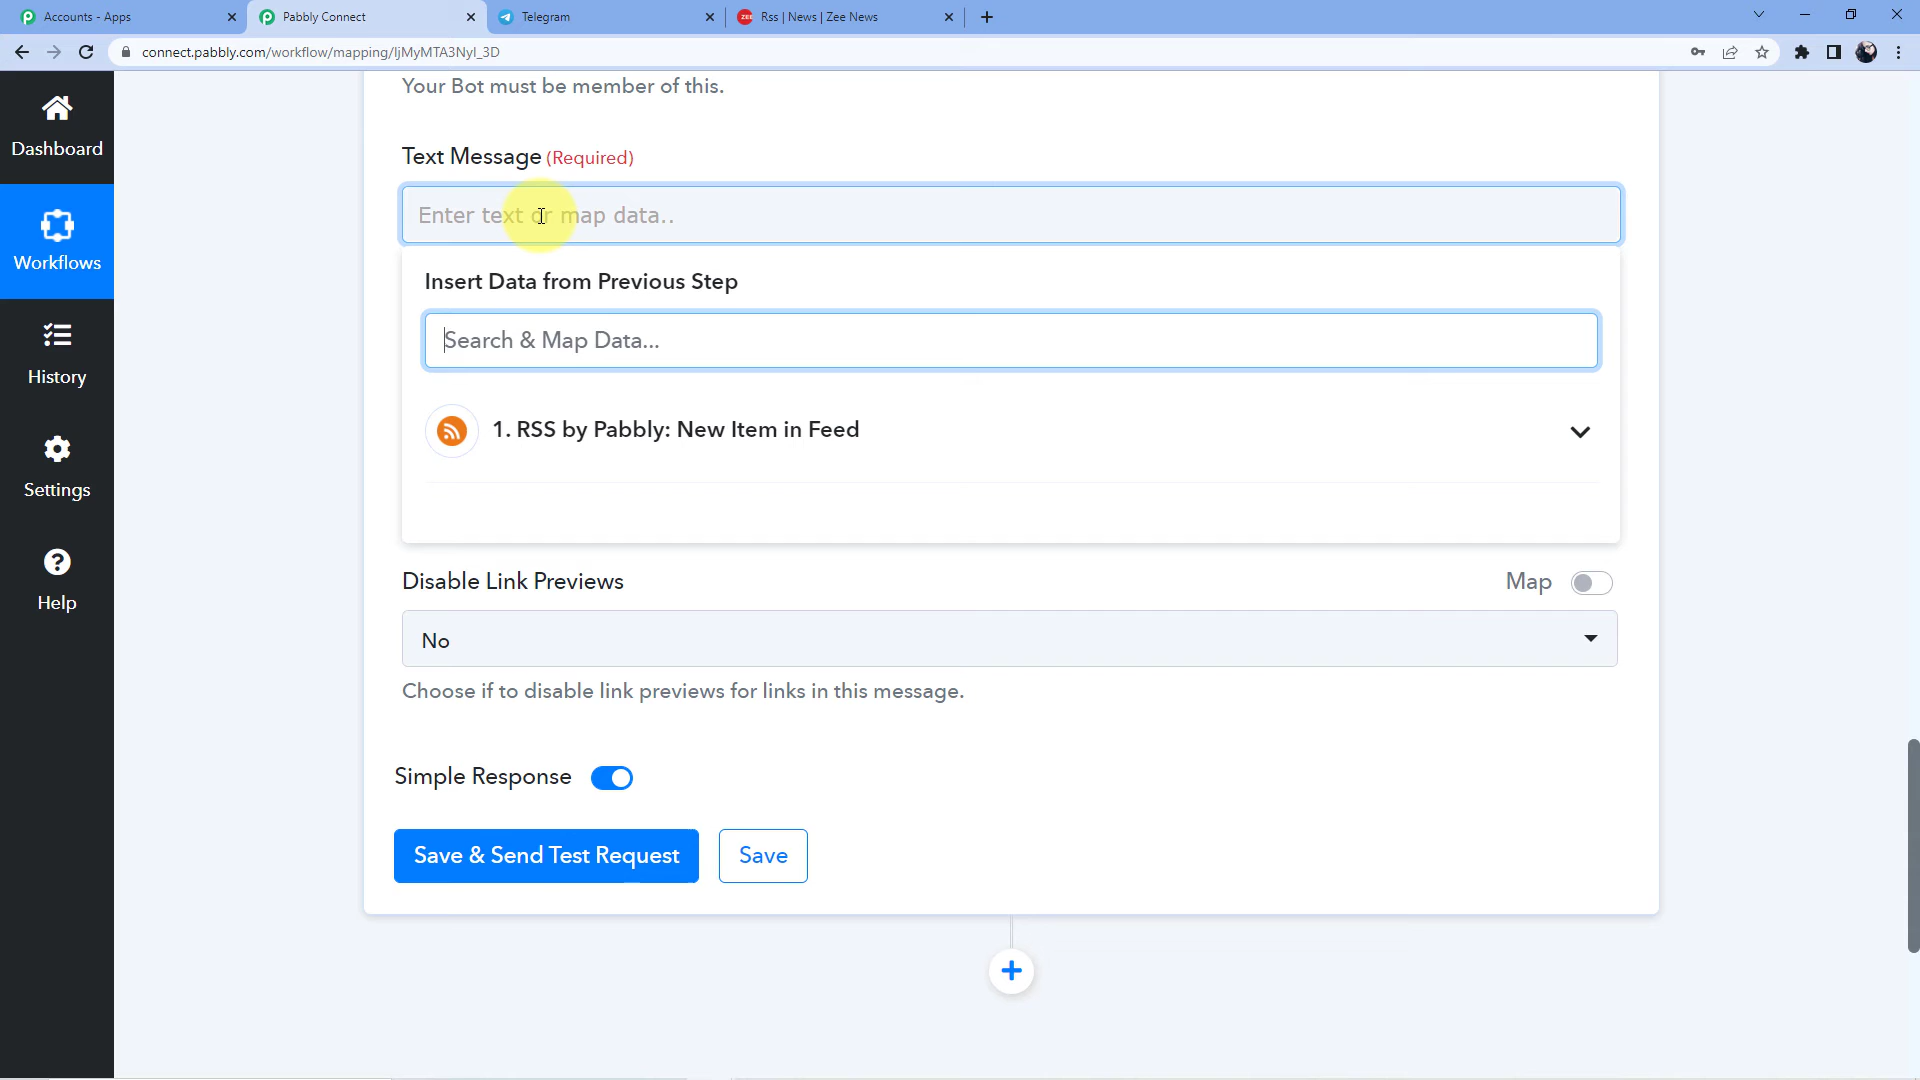 Accounts - Apps
Pabbly Connect
Telegram
Rss | News | Zee News
connect.pabbly.com/workflow/mapping/IjMyMTA3NyI_3D
Dashboard
Workflows
History
Settings
Help
Your Bot must be member of this.
Text Message (Required)
Enter text or map data..
Insert Data from Previous Step
Search & Map Data...
1. RSS by Pabbly: New Item in Feed
Disable Link Previews
Map
No
Choose if to disable link previews for links in this message.
Simple Response
Save & Send Test Request
Save